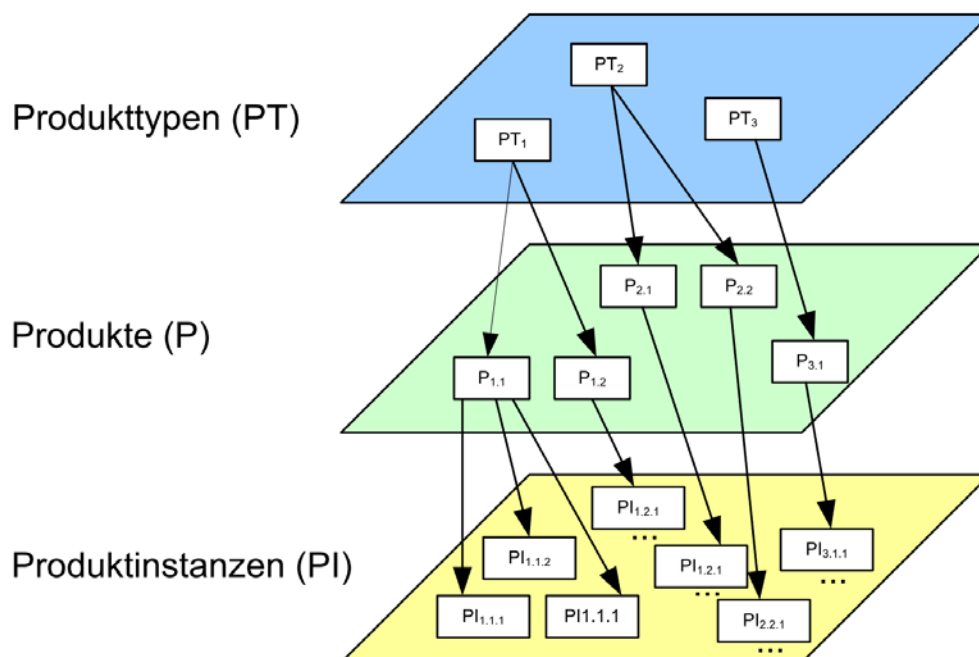 PT₂
Produkttypen (PT)
PT₃
PT₁
P₂.₁
P₂.₂
Produkte (P)
P₃.₁
P₁.₁
P₁.₂
PI₁.₂.₁
...
PI₃.₁.₁
...
PI₁.₁.₂
Produktinstanzen (PI)
PI₁.₂.₁
...
PI₁.₁.₁
PI1.1.1
PI₂.₂.₁
...